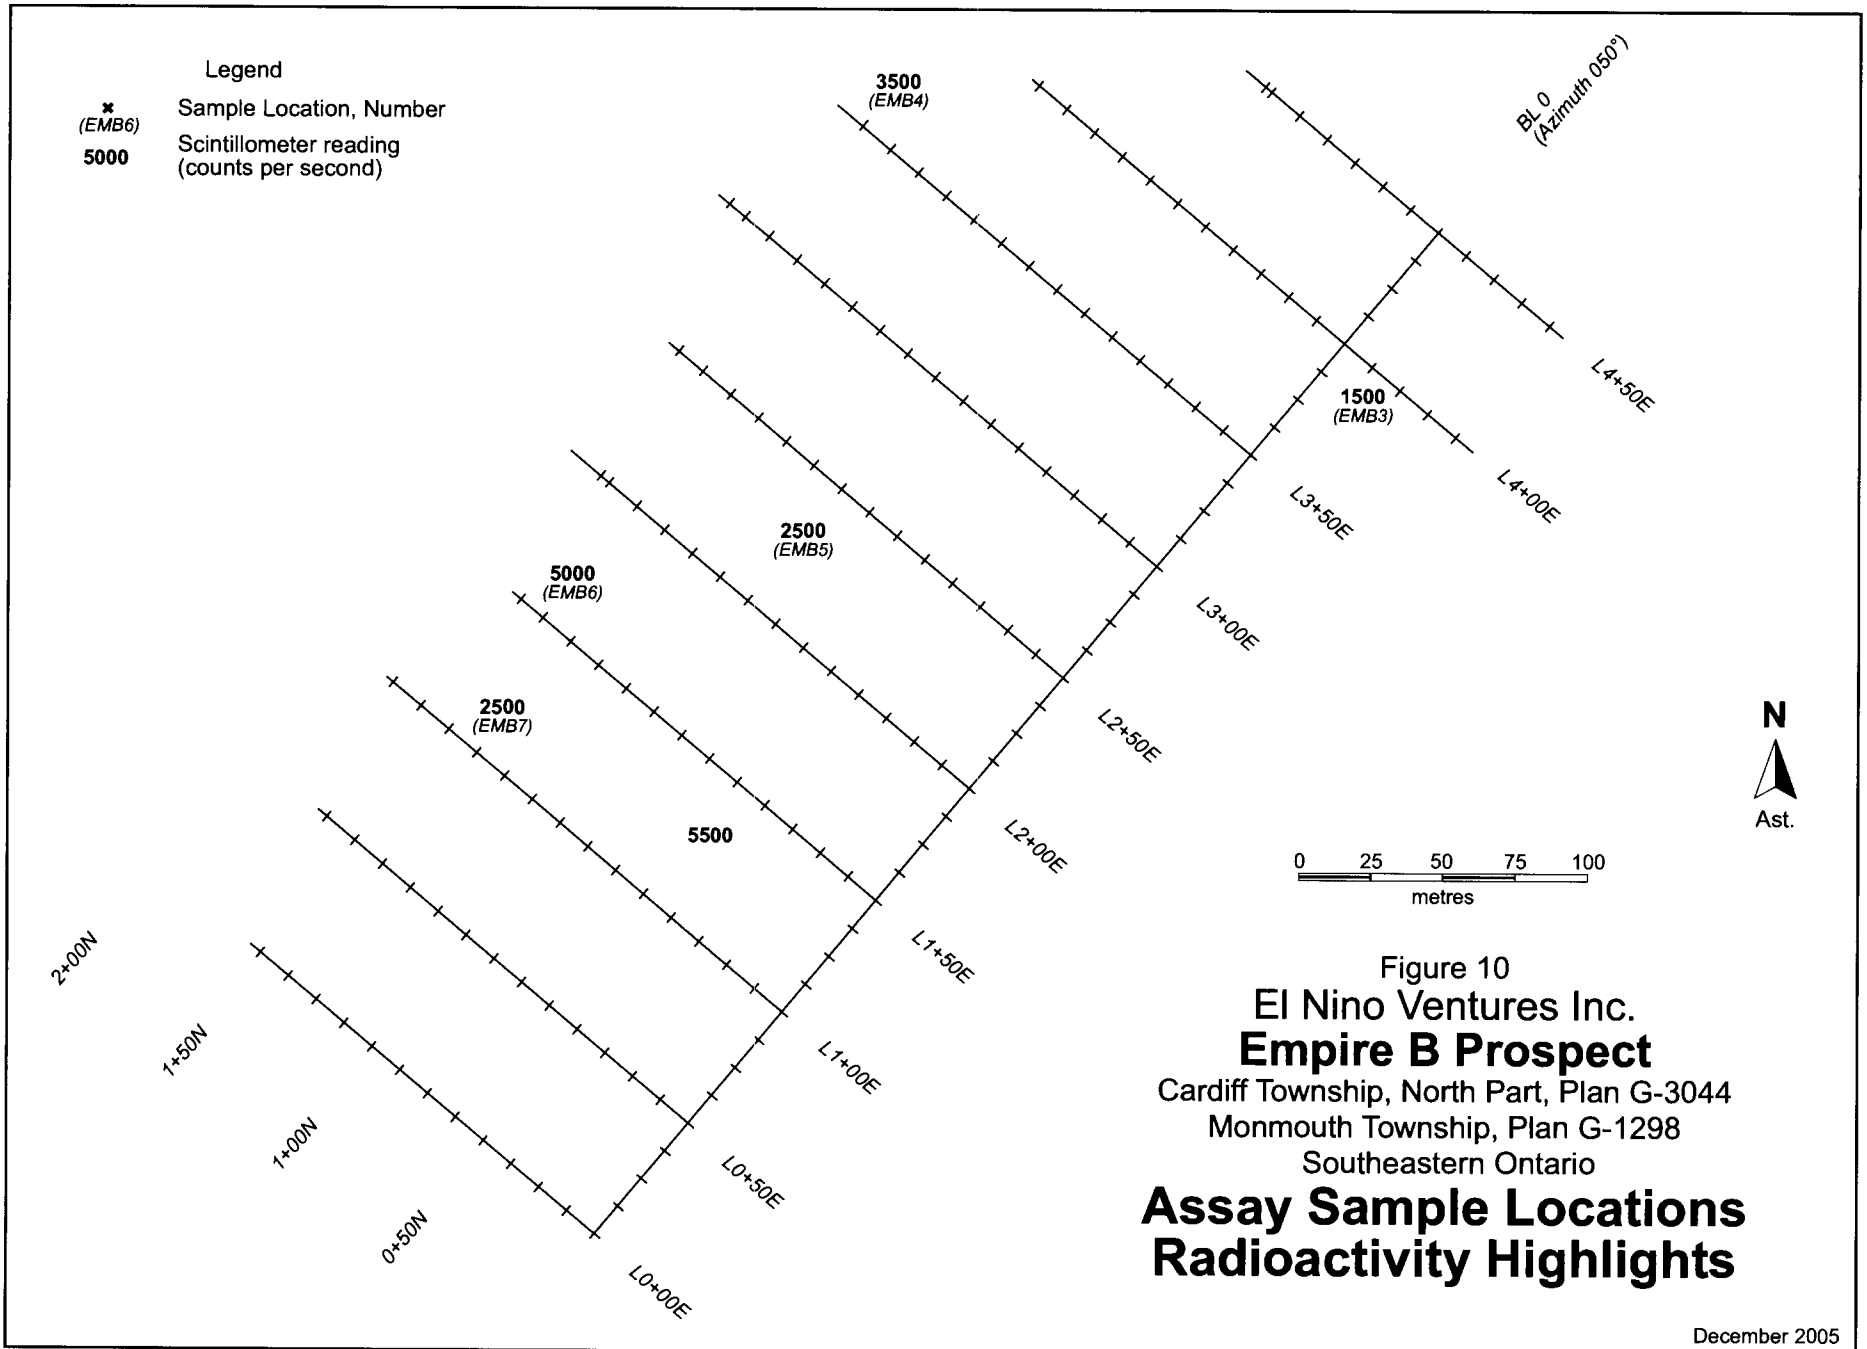 Legend
(EMB6)
Sample Location, Number
5000
Scintillometer reading
(counts per second)
3500
(EMB4)
BL 0
(Azimuth 050°)
1500
(EMB3)
L4+50E
L4+00E
L3+50E
2500
(EMB5)
5000
(EMB6)
L3+00E
2500
(EMB7)
L2+50E
5500
L2+00E
L1+50E
L1+00E
L0+50E
L0+00E
2+00N
1+50N
1+00N
0+50N
N
Ast.
0 25 50 75 100
metres
Figure 10
El Nino Ventures Inc.
Empire B Prospect
Cardiff Township, North Part, Plan G-3044
Monmouth Township, Plan G-1298
Southeastern Ontario
Assay Sample Locations
Radioactivity Highlights
December 2005